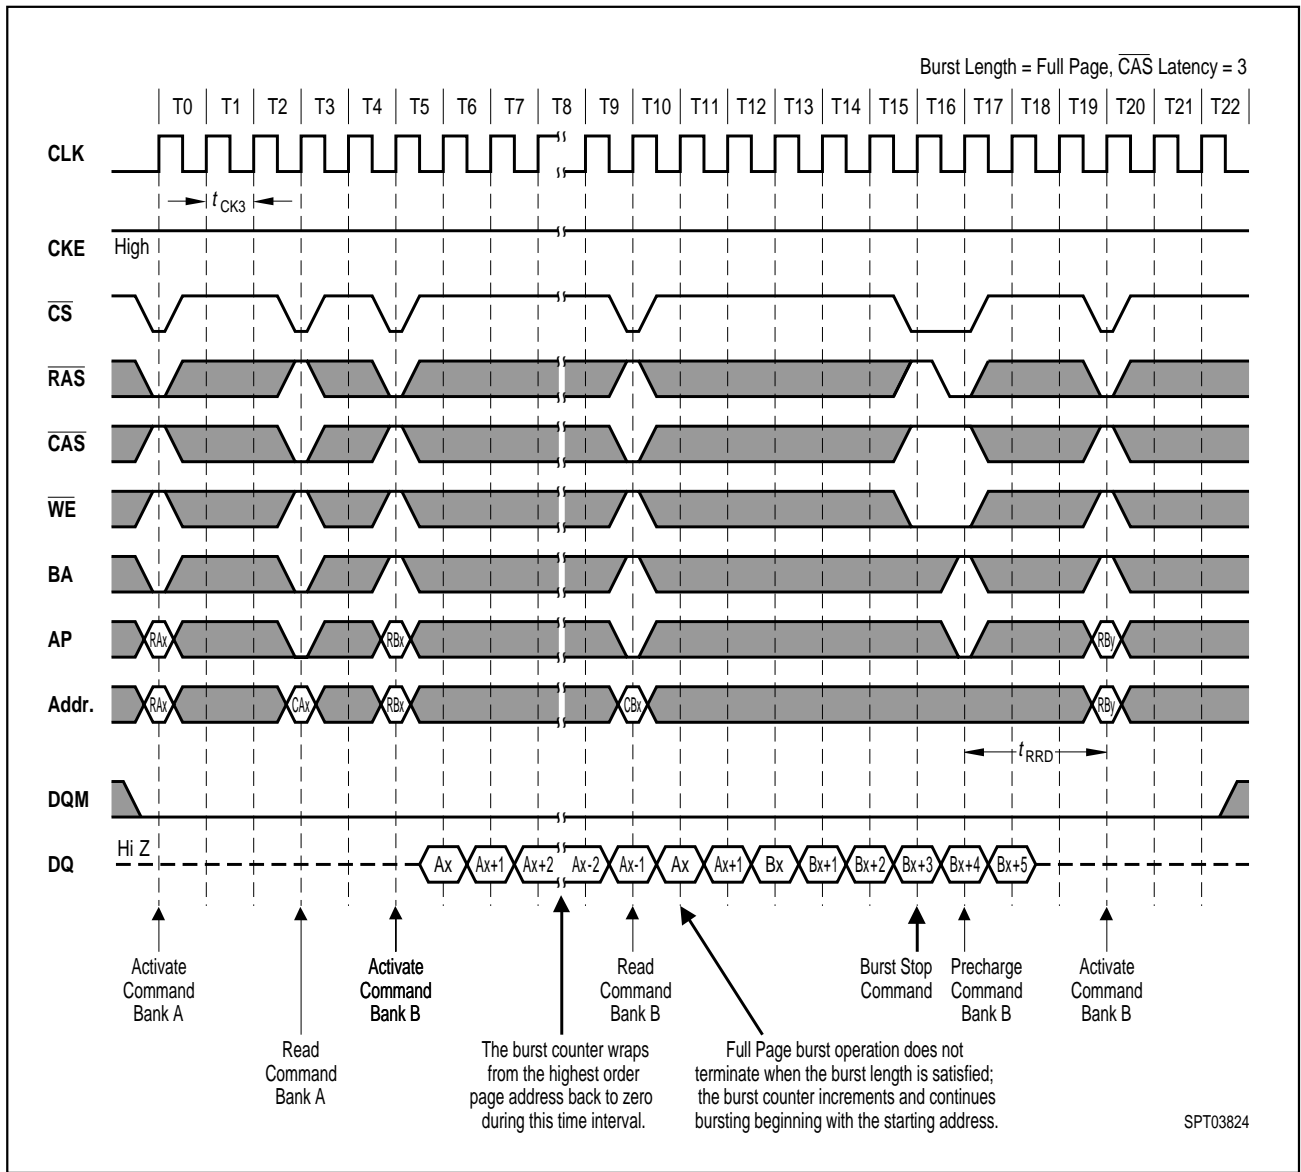 Burst Length = Full Page, CAS Latency = 3
T0 T1 T2 T3 T4 T5 T6 T7 T8 T9 T10 T11 T12 T13 T14 T15 T16 T17 T18 T19 T20 T21 T22
CLK
t CK3
CKE High
CS
RAS
CAS
WE
BA
AP RAx RBx RBy
Addr. RAx CAx RBx CBx RBy
t RRD
DQM
Hi Z
DQ Ax Ax+1 Ax+2 Ax-2 Ax-1 Ax Ax+1 Bx Bx+1 Bx+2 Bx+3 Bx+4 Bx+5
Activate
Command
Bank A
Read
Command
Bank A
Activate
Command
Bank B
The burst counter wraps
from the highest order
page address back to zero
during this time interval.
Read
Command
Bank B
Full Page burst operation does not
terminate when the burst length is satisfied;
the burst counter increments and continues
bursting beginning with the starting address.
Burst Stop
Command
Precharge
Command
Bank B
Activate
Command
Bank B
SPT03824